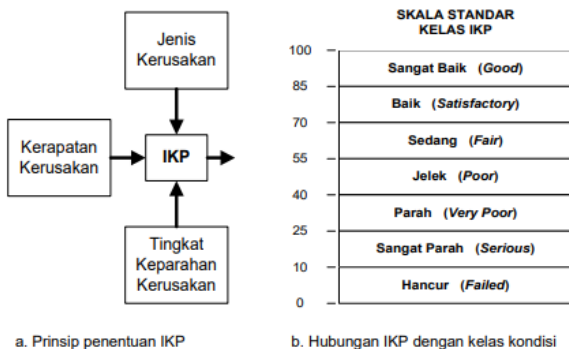 Jenis
Kerusakan
Kerapatan
Kerusakan
IKP
Tingkat
Keparahan
Kerusakan
a. Prinsip penentuan IKP
SKALA STANDAR
KELAS IKP
100
Sangat Baik (Good)
85
Baik (Satisfactory)
70
Sedang (Fair)
55
Jelek (Poor)
40
Parah (Very Poor)
25
Sangat Parah (Serious)
10
Hancur (Failed)
0
b. Hubungan IKP dengan kelas kondisi